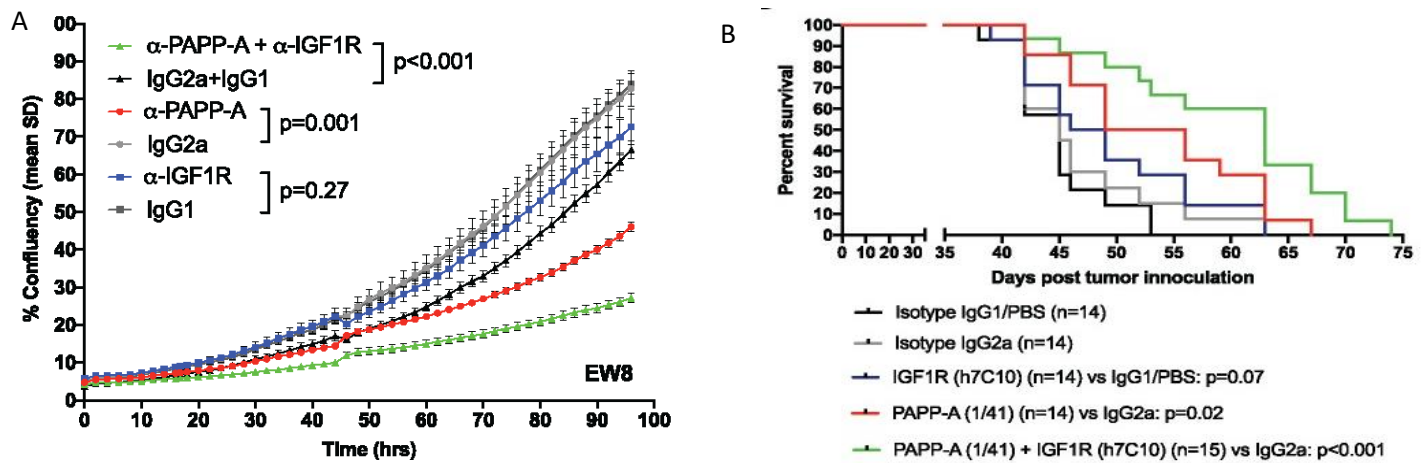 A
% Confluency (mean SD)
00
90
80
70
60
50
40
30
20
10
0
α-PAPP-A + α-IGF1R
IgG2a+IgG1
p<0.001
α-PAPP-A
IgG2a
p=0.001
α-IGF1R
IgG1
p=0.27
EW8
0 10 20 30 40 50 60 70 80 90 100
Time (hrs)
B
Percent survival
100
90
80
70
60
50
40
30
20
10
0
0 10 20 30 35 40 45 50 55 60 65 70 75
Days post tumor innoculation
Isotype IgG1/PBS (n=14)
Isotype IgG2a (n=14)
IGF1R (h7C10) (n=14) vs IgG1/PBS: p=0.07
PAPP-A (1/41) (n=14) vs IgG2a: p=0.02
PAPP-A (1/41) + IGF1R (h7C10) (n=15) vs IgG2a: p<0.001